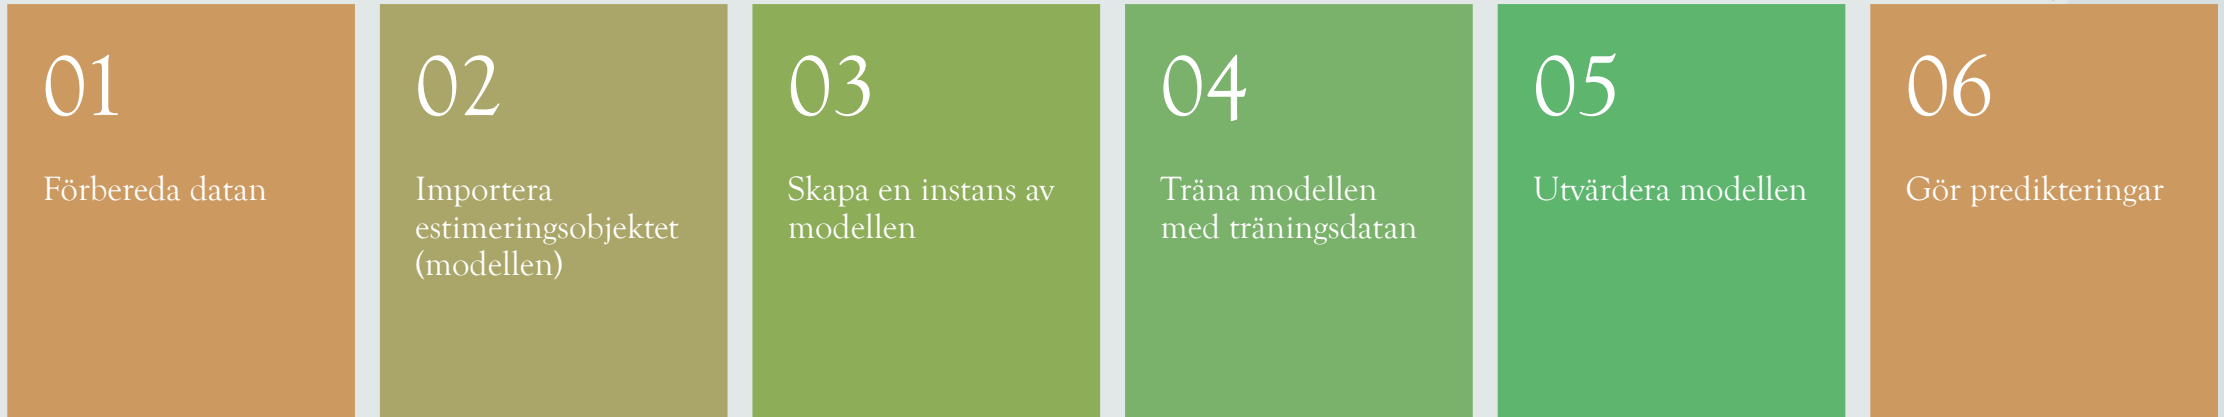 01
Förbereda datan
02
Importera
estimeringsobjektet
(modellen)
03
Skapa en instans av
modellen
04
Träna modellen
med träningsdatan
05
Utvärdera modellen
06
Gör predikteringar